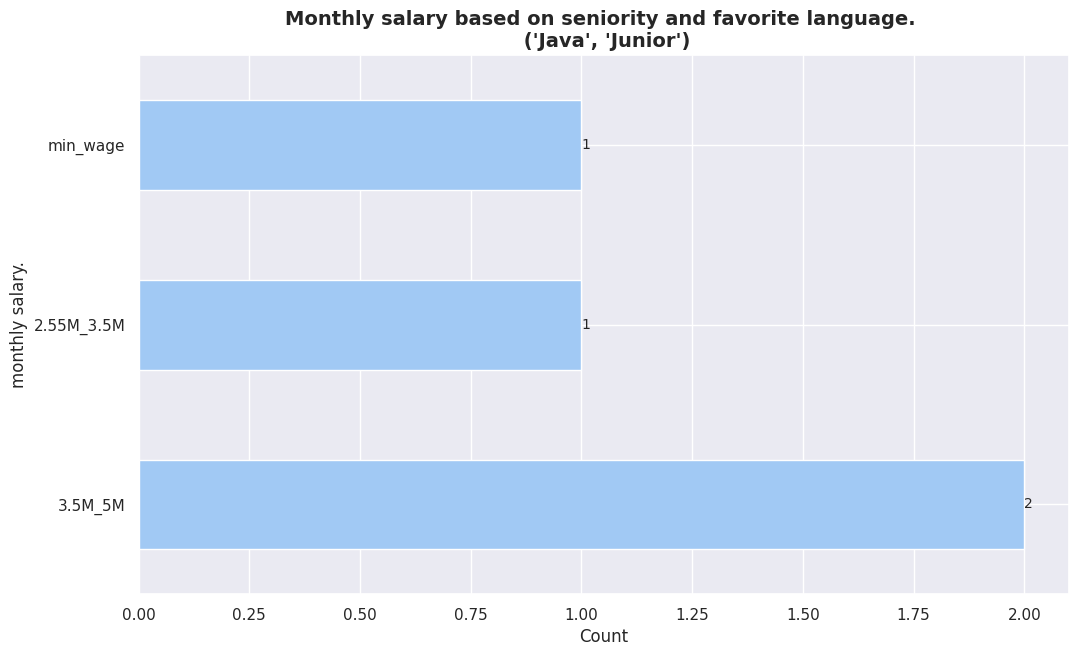 Monthly salary based on seniority and favorite language.
('Java', 'Junior')
min_wage
1
2.55M_3.5M
1
3.5M_5M
2
monthly salary.
0.00 0.25 0.50 0.75 1.00 1.25 1.50 1.75 2.00
Count